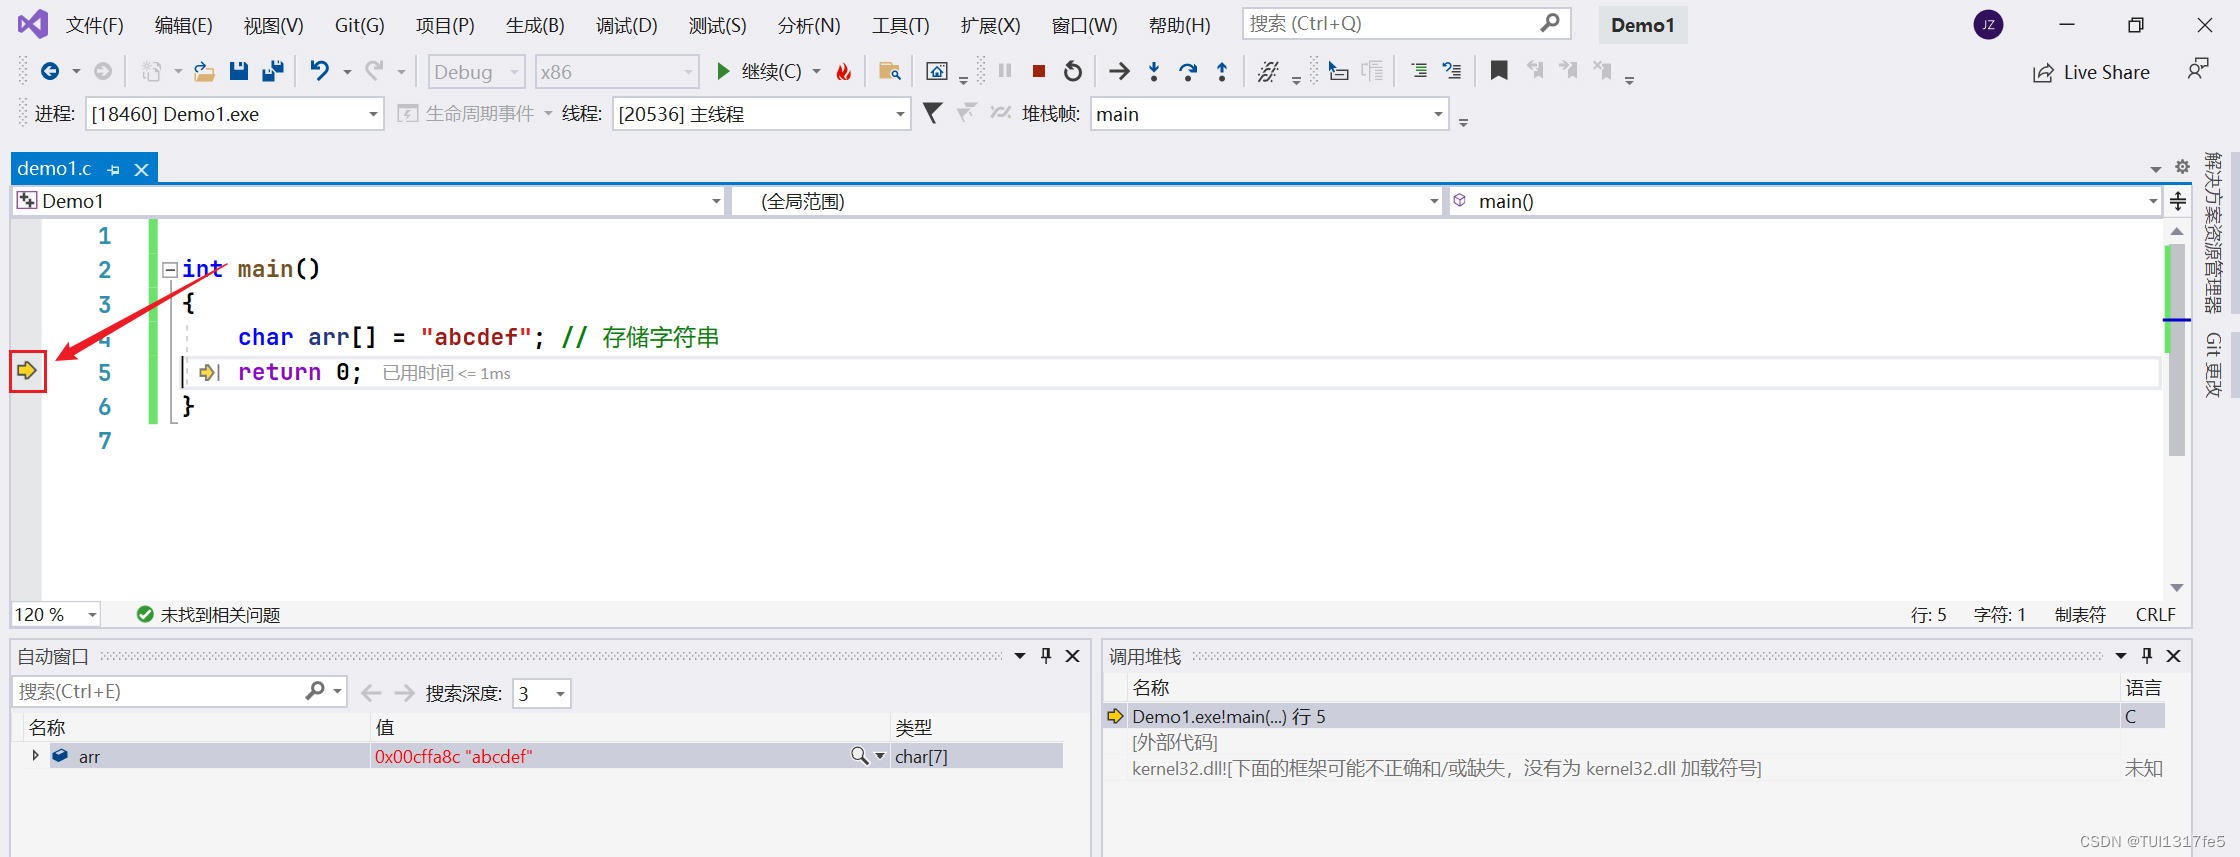 文件(F) 编辑(E) 视图(V) Git(G) 项目(P) 生成(B) 调试(D) 测试(S) 分析(N) 工具(T) 扩展(X) 窗口(W) 帮助(H) 搜索 (Ctrl+Q) Demo1 JZ
Debug x86 继续(C) Live Share
进程: [18460] Demo1.exe 生命周期事件 线程: [20536] 主线程 堆栈帧: main
demo1.c
Demo1 (全局范围) main()
1
2 int main()
3 {
4 char arr[] = "abcdef"; // 存储字符串
5 return 0; 已用时间 <= 1ms
6 }
7
解决方案资源管理器
Git 更改
120 % 未找到相关问题 行: 5 字符: 1 制表符 CRLF
自动窗口
搜索(Ctrl+E) 搜索深度: 3
名称 值 类型
arr 0x00cffa8c "abcdef" char[7]
调用堆栈
名称 语言
Demo1.exe!main(...) 行 5 C
[外部代码]
kernel32.dll![下面的框架可能不正确和/或缺失，没有为 kernel32.dll 加载符号] 未知
CSDN @TUI1317fe5